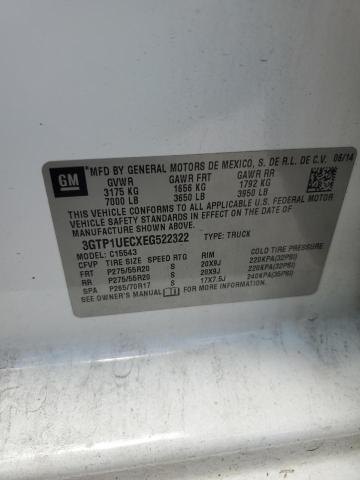 GM
MFD BY GENERAL MOTORS DE MEXICO, S. DE R.L. DE C.V. 06/14
GVWR GAWR FRT GAWR RR
3175 KG 1656 KG 1792 KG
7000 LB 3650 LB 3950 LB
THIS VEHICLE CONFORMS TO ALL APPLICABLE U.S. FEDERAL MOTOR
VEHICLE SAFETY STANDARDS IN EFFECT ON THE DATE OF
MANUFACTURE SHOWN ABOVE.
3GTP1UECXEG522322 TYPE: TRUCK
MODEL: C15543
CFVP TIRE SIZE SPEED RTG RIM COLD TIRE PRESSURE
FRT P275/55R20 S 20X9J 220KPA(32PSI)
RR P275/55R20 S 20X9J 220KPA(32PSI)
SPA P265/70R17 S 17X7.5J 240KPA(35PSI)
SEE OWNER'S MANUAL FOR MORE INFORMATION.